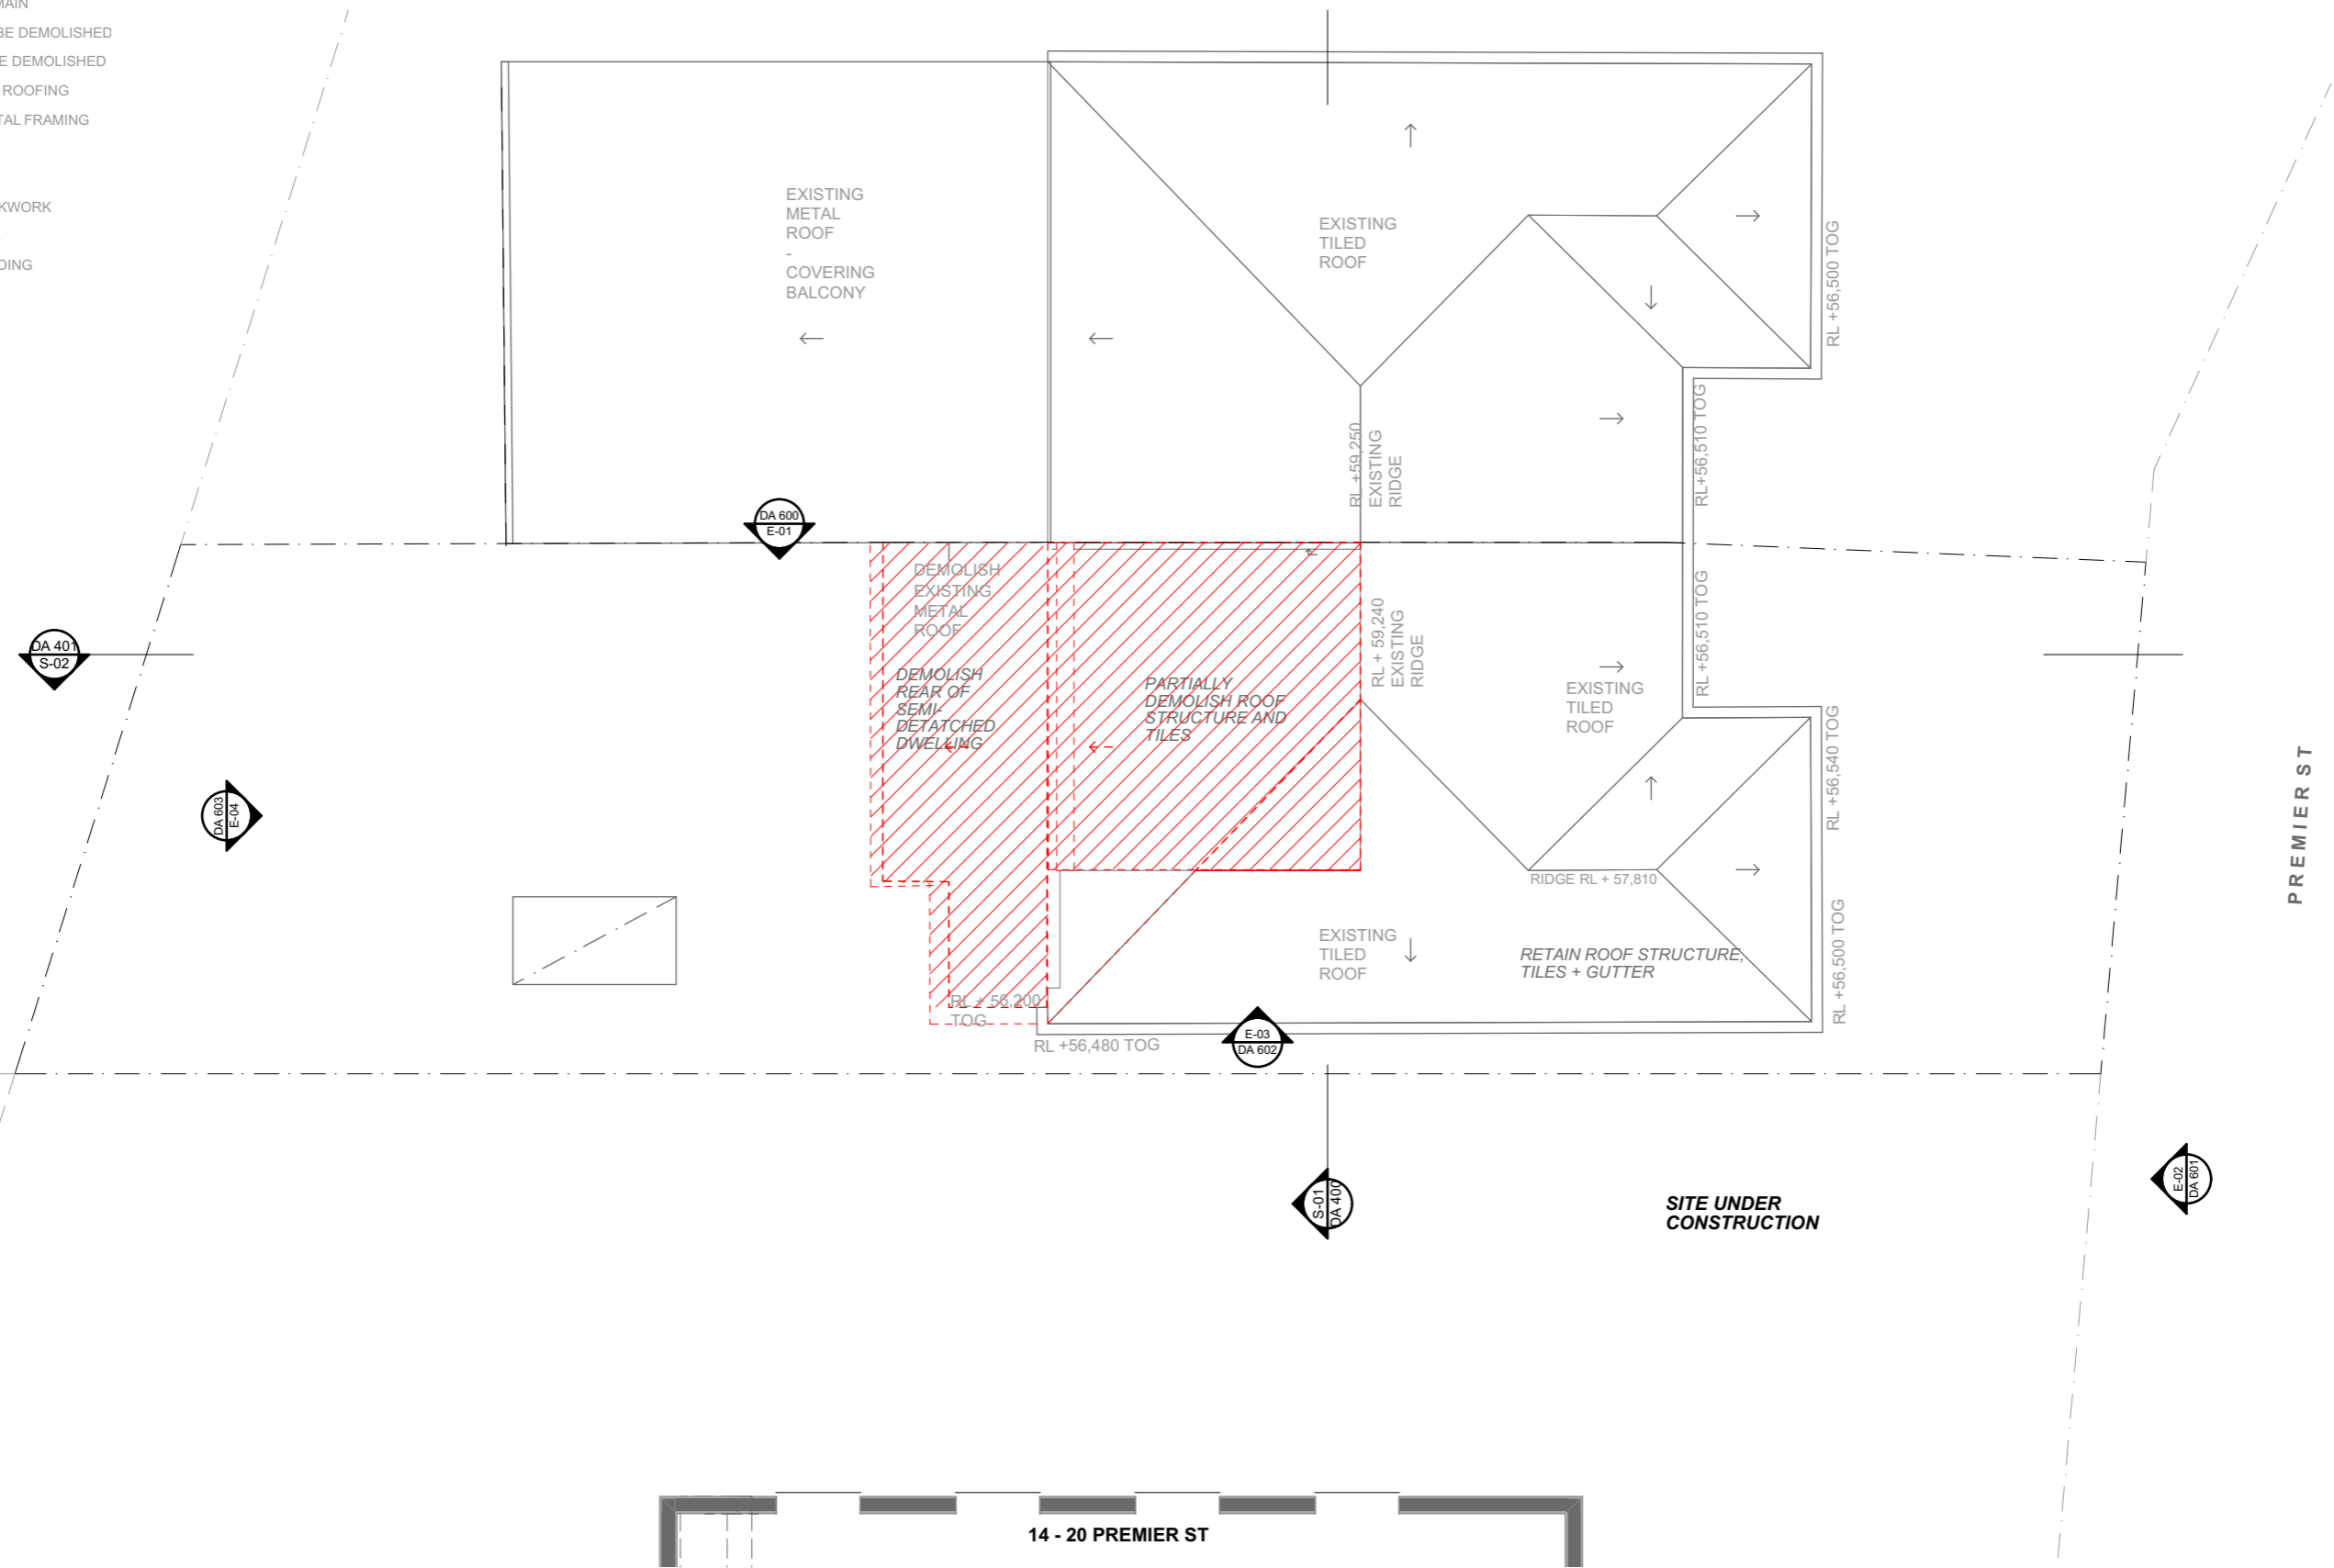 MAIN
BE DEMOLISHED
BE DEMOLISHED
ROOFING
TAL FRAMING
KWORK
DING
EXISTING
METAL
ROOF
-
COVERING
BALCONY
EXISTING
TILED
ROOF
RL +56,500 TOG
RL +59,250
EXISTING
RIDGE
RL+56,510 TOG
DA 600
E-01
DEMOLISH
EXISTING
METAL
ROOF
RL + 59,240
EXISTING
RIDGE
RL +56,510 TOG
DA 401
S-02
DEMOLISH
REAR OF
SEMI-
DETATCHED
DWELLING
PARTIALLY
DEMOLISH ROOF
STRUCTURE AND
TILES
EXISTING
TILED
ROOF
RL +56,540 TOG
PREMIER ST
DA 603
E-04
RIDGE RL + 57,810
EXISTING
TILED
ROOF
RETAIN ROOF STRUCTURE,
TILES + GUTTER
RL +56,500 TOG
RL + 56,200
TOG
RL +56,480 TOG
E-03
DA 602
S-01
DA 400
SITE UNDER
CONSTRUCTION
E-02
DA 601
14 - 20 PREMIER ST